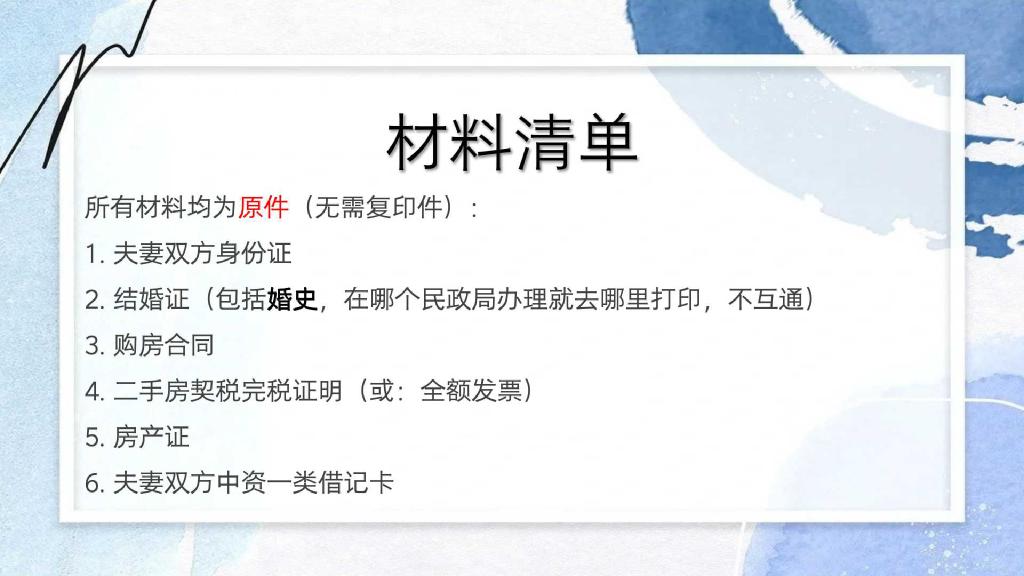 材料清单
所有材料均为原件（无需复印件）：
1. 夫妻双方身份证
2. 结婚证（包括婚史，在哪个民政局办理就去哪里打印，不互通）
3. 购房合同
4. 二手房契税完税证明（或：全额发票）
5. 房产证
6. 夫妻双方中资一类借记卡